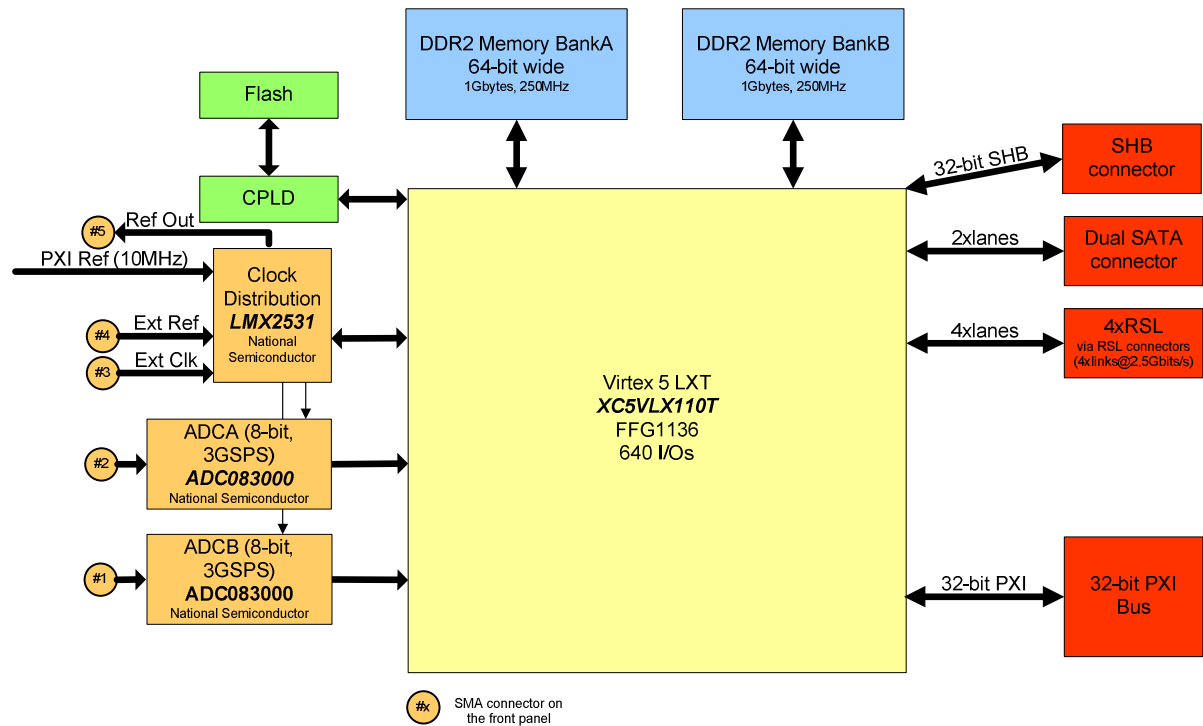 DDR2 Memory BankA
64-bit wide
1Gbytes, 250MHz
DDR2 Memory BankB
64-bit wide
1Gbytes, 250MHz
Flash
CPLD
#5
Ref Out
PXI Ref (10MHz)
Clock
Distribution
LMX2531
National
Semiconductor
#4
Ext Ref
#3
Ext Clk
#2
ADCA (8-bit,
3GSPS)
ADC083000
National Semiconductor
#1
ADCB (8-bit,
3GSPS)
ADC083000
National Semiconductor
Virtex 5 LXT
XC5VLX110T
FFG1136
640 I/Os
32-bit SHB
SHB
connector
2xlanes
Dual SATA
connector
4xlanes
4xRSL
via RSL connectors
(4xlinks@2.5Gbits/s)
32-bit PXI
32-bit PXI
Bus
#x
SMA connector on
the front panel